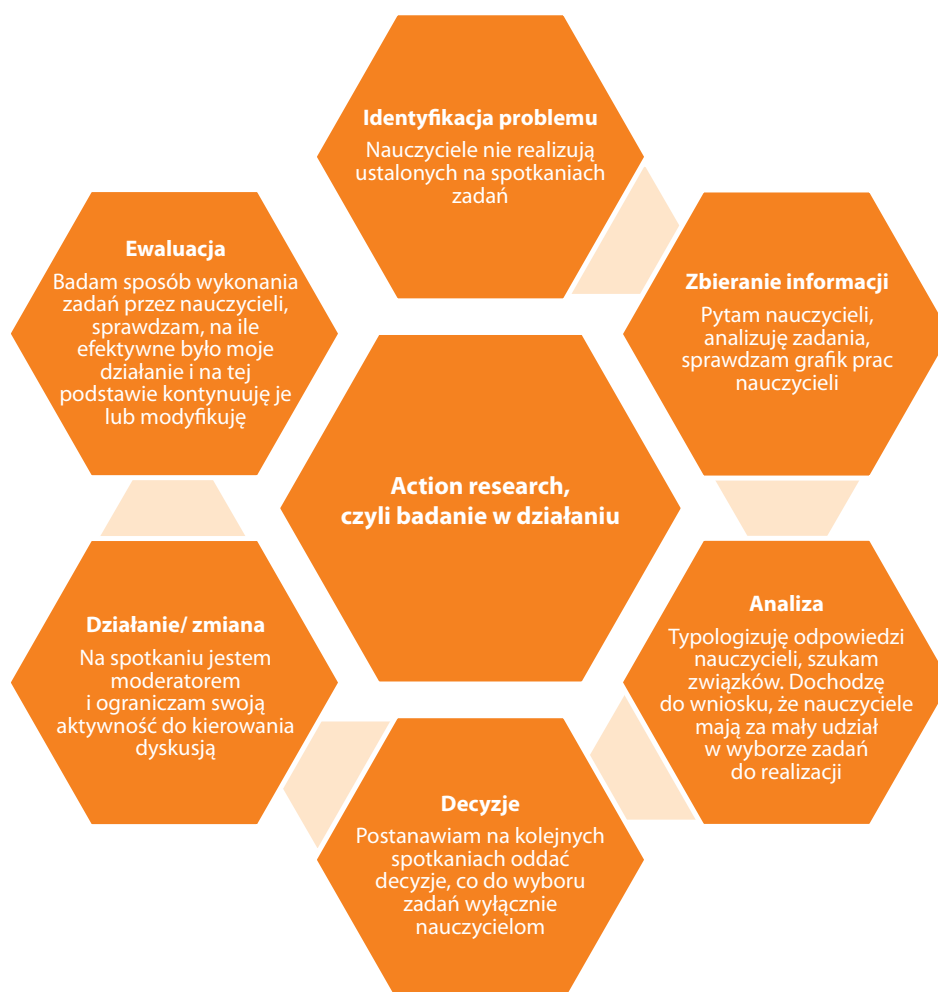 Identyfikacja problemu
Nauczyciele nie realizują
ustalonych na spotkaniach
zadań
Zbieranie informacji
Pytam nauczycieli,
analizuję zadania,
sprawdzam grafik prac
nauczycieli
Analiza
Typologizuję odpowiedzi
nauczycieli, szukam
związków. Dochodzę
do wniosku, że nauczyciele
mają za mały udział
w wyborze zadań
do realizacji
Decyzje
Postanawiam na kolejnych
spotkaniach oddać
decyzje, co do wyboru
zadań wyłącznie
nauczycielom
Działanie/ zmiana
Na spotkaniu jestem
moderatorem
i ograniczam swoją
aktywność do kierowania
dyskusją
Ewaluacja
Badam sposób wykonania
zadań przez nauczycieli,
sprawdzam, na ile
efektywne było moje
działanie i na tej
podstawie kontynuuję je
lub modyfikuję
Action research,
czyli badanie w działaniu